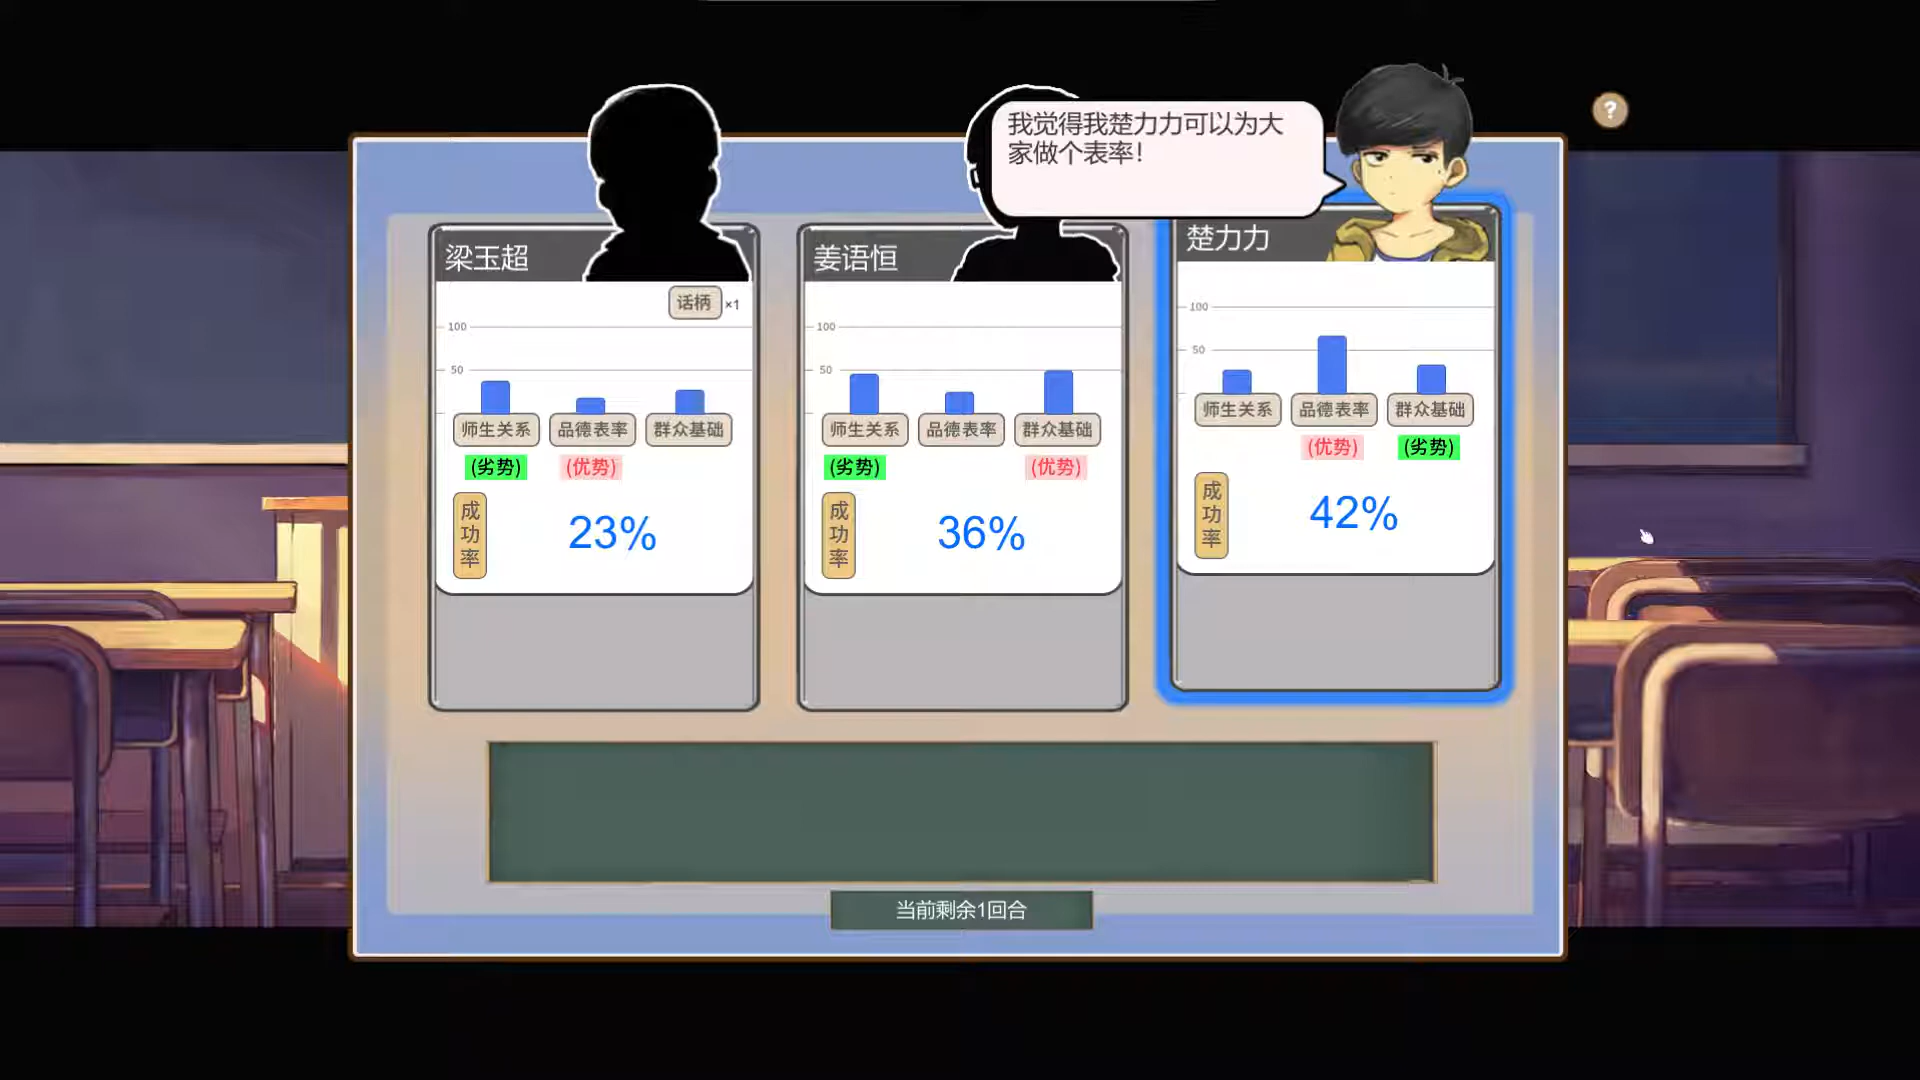 我觉得我楚力力可以为大
家做个表率！
?
梁玉超
话柄 ×1
100
50
师生关系 品德表率 群众基础
(劣势) (优势)
成功率 23%
姜语恒
100
50
师生关系 品德表率 群众基础
(劣势) (优势)
成功率 36%
楚力力
100
50
师生关系 品德表率 群众基础
(优势) (劣势)
成功率 42%
当前剩余1回合